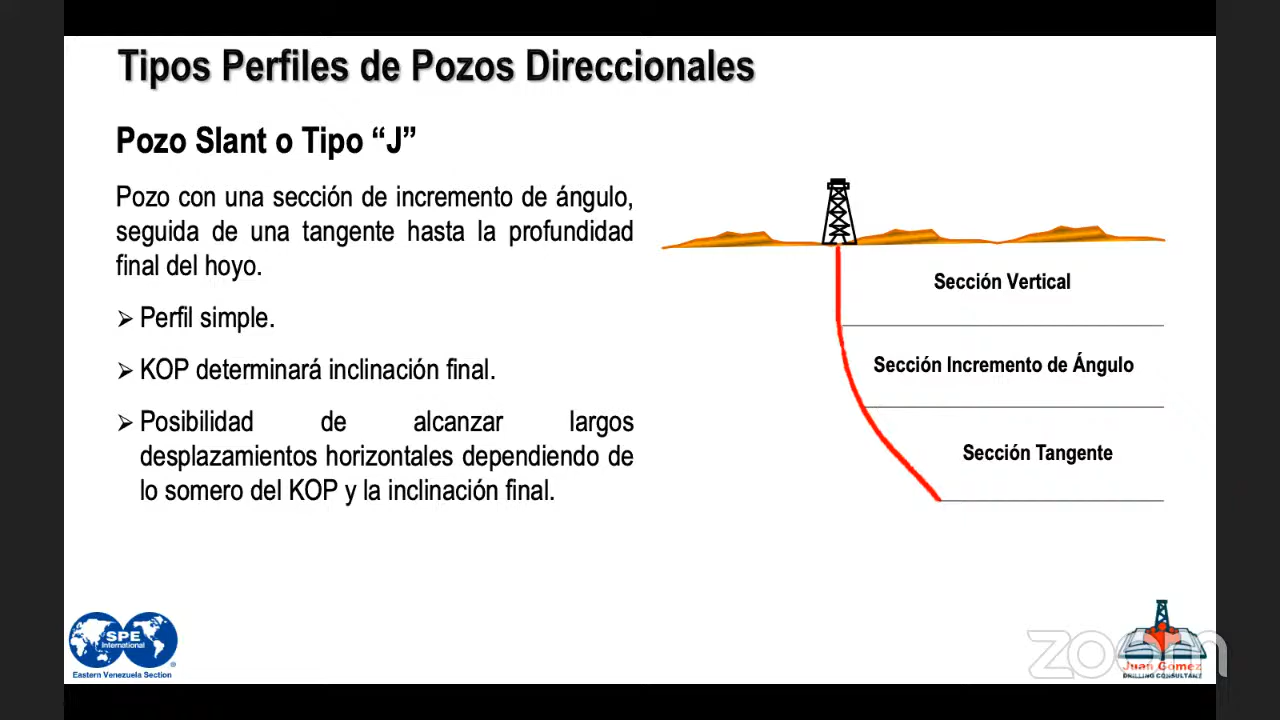 Tipos Perfiles de Pozos Direccionales
Pozo Slant o Tipo “J”
Pozo con una sección de incremento de ángulo,
seguida de una tangente hasta la profundidad
final del hoyo.
➢ Perfil simple.
➢ KOP determinará inclinación final.
➢ Posibilidad de alcanzar largos
desplazamientos horizontales dependiendo de
lo somero del KOP y la inclinación final.
Sección Vertical
Sección Incremento de Ángulo
Sección Tangente
SPE
International
Eastern Venezuela Section
zoom
Juan Gomez
DRILLING CONSULTANT